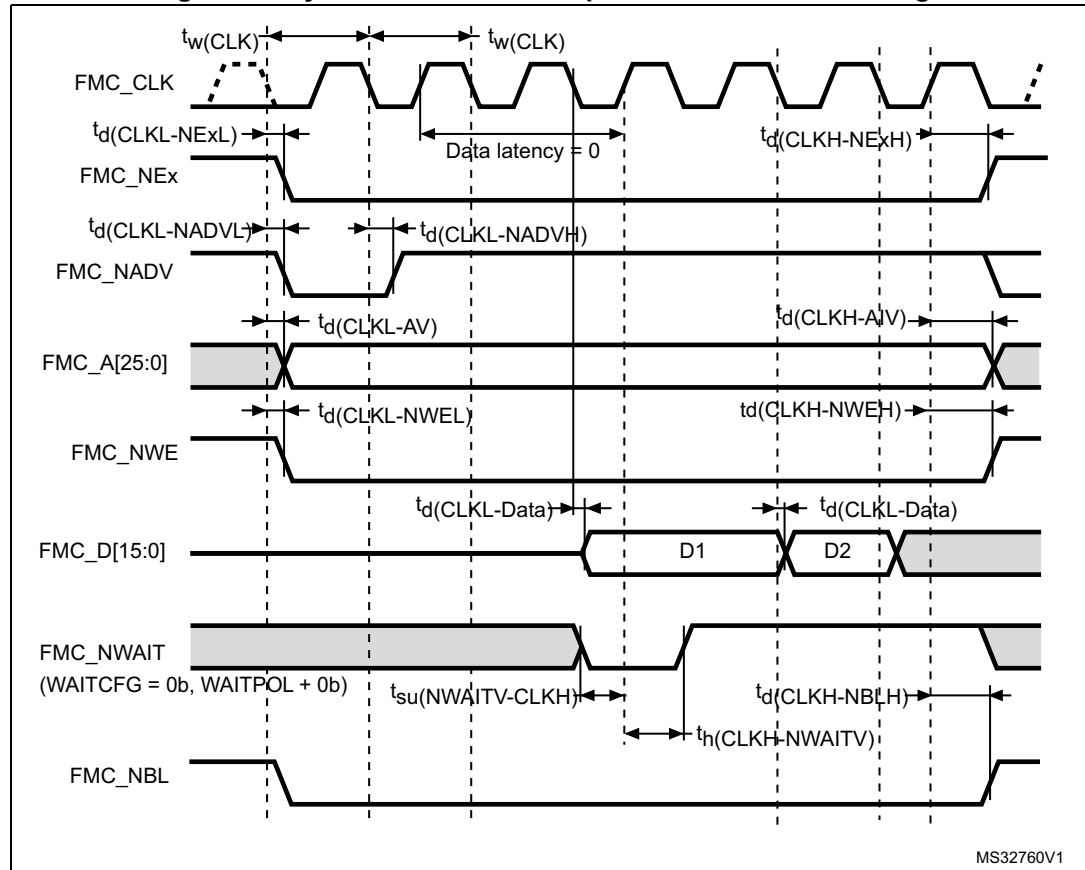 tw(CLK)
tw(CLK)
FMC_CLK
td(CLKL-NExL)
Data latency = 0
td(CLKH-NExH)
FMC_NEx
td(CLKL-NADVL)
td(CLKL-NADVH)
FMC_NADV
td(CLKL-AV)
td(CLKH-AIV)
FMC_A[25:0]
td(CLKL-NWEL)
td(CLKH-NWEH)
FMC_NWE
td(CLKL-Data)
td(CLKL-Data)
FMC_D[15:0]
D1
D2
FMC_NWAIT
(WAITCFG = 0b, WAITPOL + 0b)
tsu(NWAITV-CLKH)
td(CLKH-NBLH)
th(CLKH-NWAITV)
FMC_NBL
MS32760V1